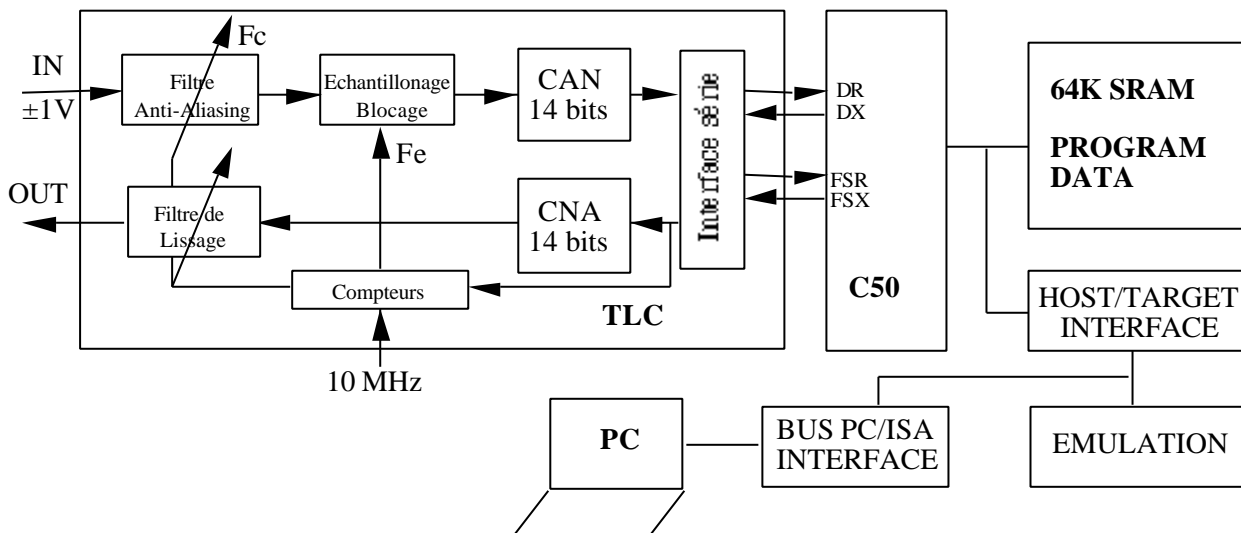 IN
±1V
OUT
Fc
Filtre
Anti-Aliasing
Echantillonage
Blocage
CAN
14 bits
Interface série
Fe
Filtre de
Lissage
CNA
14 bits
Compteurs
TLC
10 MHz
DR
DX
FSR
FSX
C50
64K SRAM
PROGRAM
DATA
HOST/TARGET
INTERFACE
PC
BUS PC/ISA
INTERFACE
EMULATION